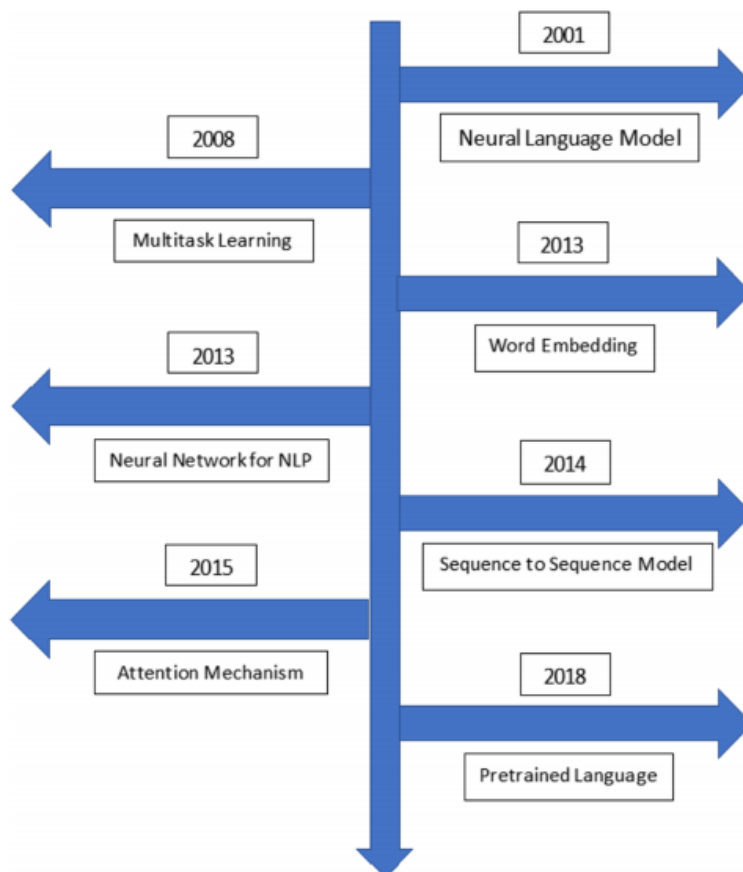 2001
Neural Language Model
2008
Multitask Learning
2013
Word Embedding
2013
Neural Network for NLP
2014
Sequence to Sequence Model
2015
Attention Mechanism
2018
Pretrained Language